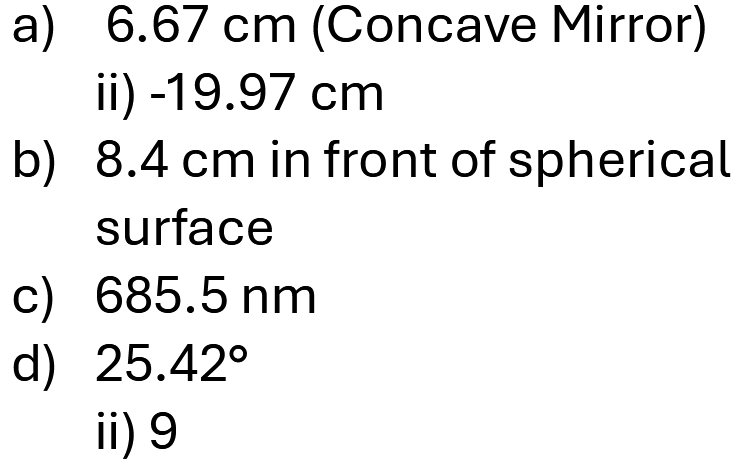 a) 6.67 cm (Concave Mirror)
ii) -19.97 cm
b) 8.4 cm in front of spherical
surface
c) 685.5 nm
d) 25.42°
ii) 9